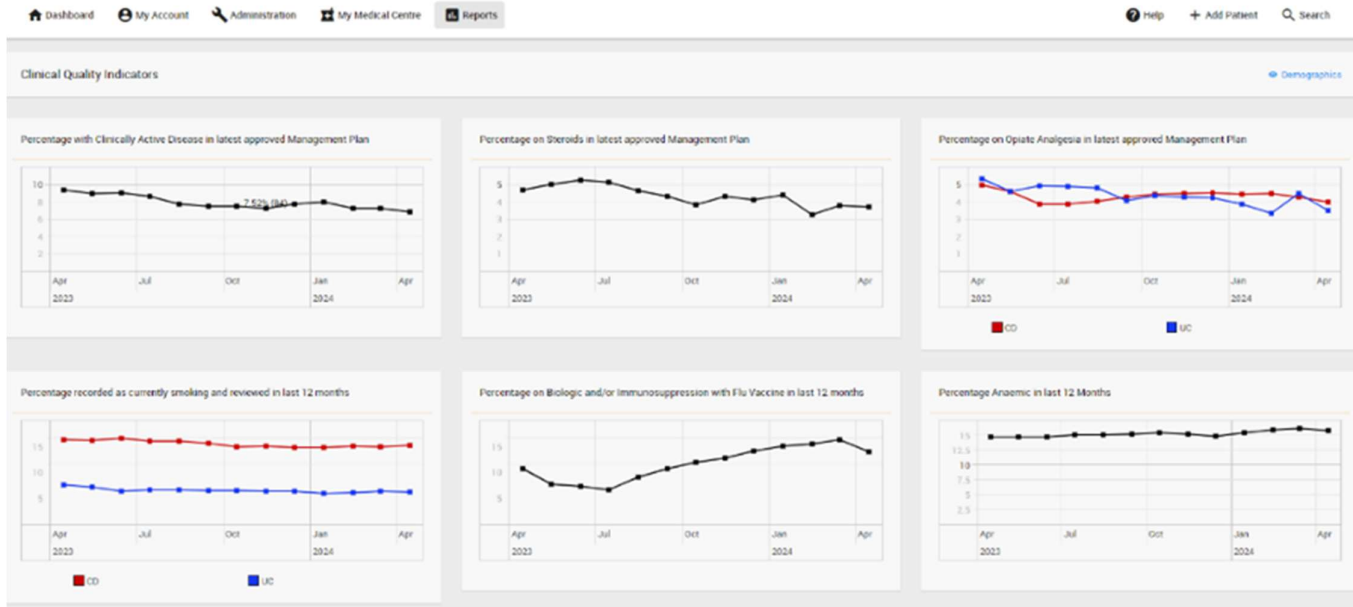 Dashboard My Account Administration My Medical Centre Reports Help + Add Patient Search
Clinical Quality Indicators Demographics
Percentage with Clinically Active Disease in latest approved Management Plan
10
8
6
4
2
7.52% (84)
Apr Jul Oct Jan Apr
2023 2024
Percentage on Steroids in latest approved Management Plan
5
4
3
2
1
Apr Jul Oct Jan Apr
2023 2024
Percentage on Opiate Analgesia in latest approved Management Plan
5
4
3
2
1
Apr Jul Oct Jan Apr
2023 2024
CD UC
Percentage recorded as currently smoking and reviewed in last 12 months
15
10
5
Apr Jul Oct Jan Apr
2023 2024
CD UC
Percentage on Biologic and/or Immunosuppression with Flu Vaccine in last 12 months
15
10
5
Apr Jul Oct Jan Apr
2023 2024
Percentage Anaemic in last 12 Months
15
12.5
10
7.5
5
2.5
Apr Jul Oct Jan Apr
2023 2024